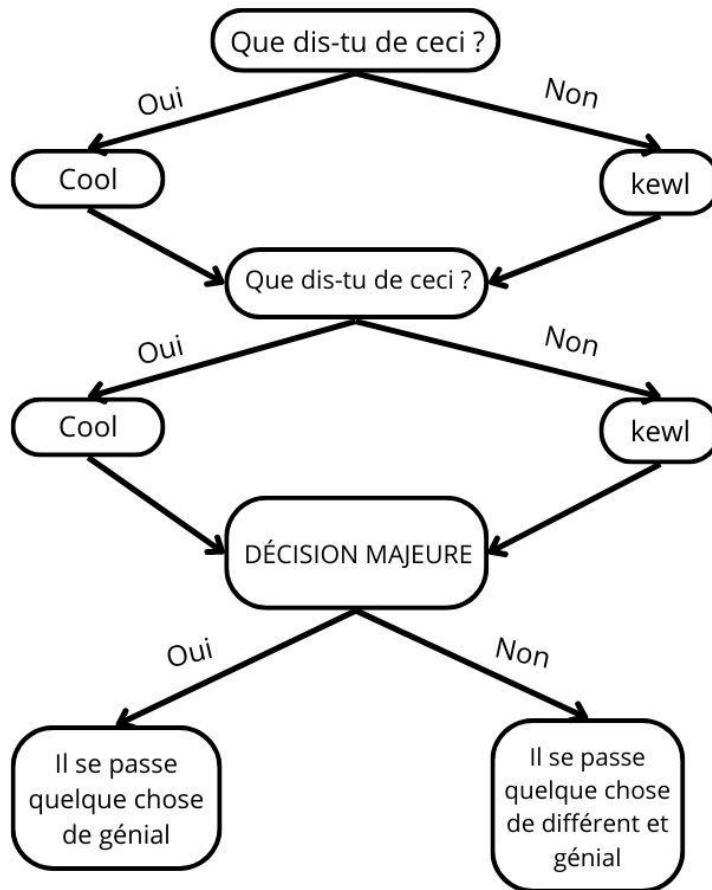 Que dis-tu de ceci ?
Oui
Non
Cool
kewl
Que dis-tu de ceci ?
Oui
Non
Cool
kewl
DÉCISION MAJEURE
Oui
Non
Il se passe
quelque chose
de génial
Il se passe
quelque chose
de différent et
génial